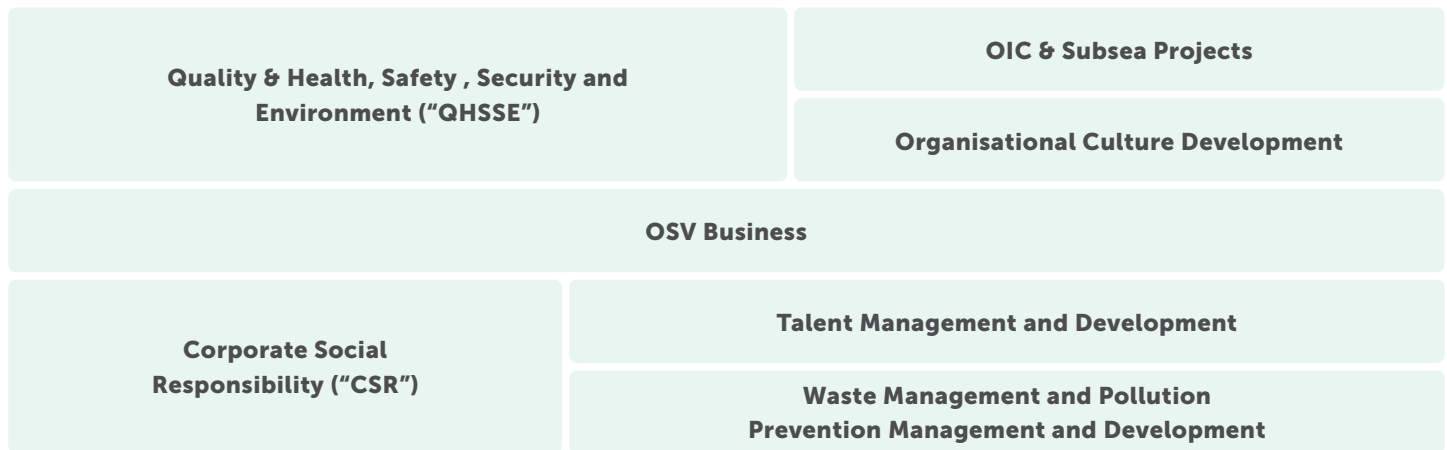 Quality & Health, Safety , Security and
Environment (“QHSSE”)
OIC & Subsea Projects
Organisational Culture Development
OSV Business
Corporate Social
Responsibility (“CSR”)
Talent Management and Development
Waste Management and Pollution
Prevention Management and Development